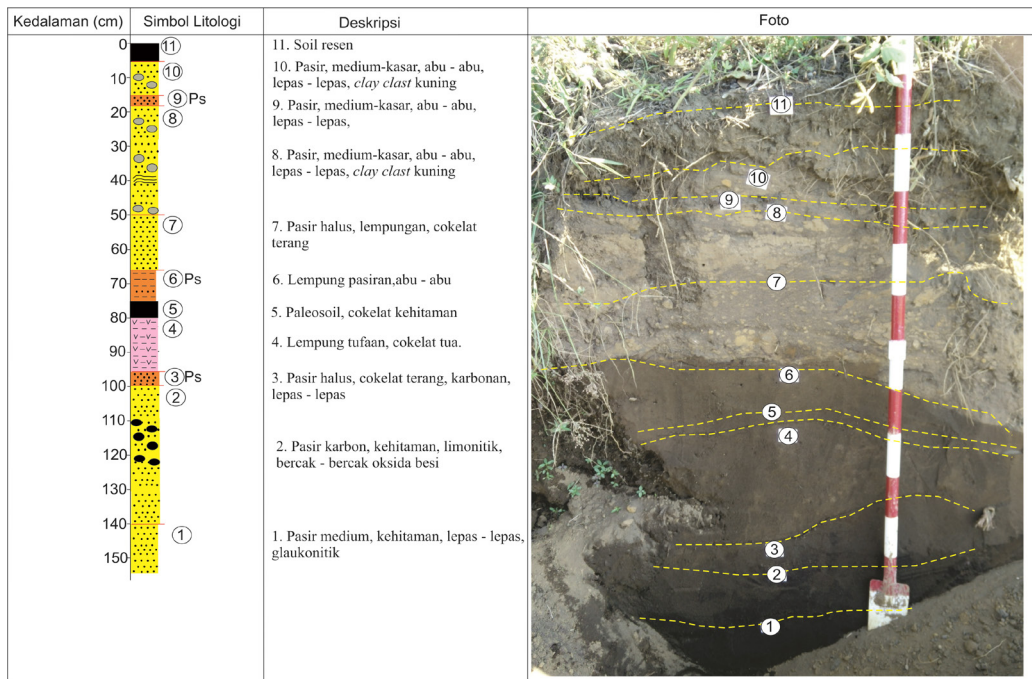 Kedalaman (cm)
Simbol Litologi
Deskripsi
Foto
0
10
20
30
40
50
60
70
80
90
100
110
120
130
140
150
11
10
9 Ps
8
7
6 Ps
5
4
3 Ps
2
1
11. Soil resen
10. Pasir, medium-kasar, abu - abu,
lepas - lepas, clay clast kuning
9. Pasir, medium-kasar, abu - abu,
lepas - lepas,
8. Pasir, medium-kasar, abu - abu,
lepas - lepas, clay clast kuning
7. Pasir halus, lempungan, cokelat
terang
6. Lempung pasiran,abu - abu
5. Paleosoil, cokelat kehitaman
4. Lempung tufaan, cokelat tua.
3. Pasir halus, cokelat terang, karbonan,
lepas - lepas
2. Pasir karbon, kehitaman, limonitik,
bercak - bercak oksida besi
1. Pasir medium, kehitaman, lepas - lepas,
glaukonitik
11
10
9
8
7
6
5
4
3
2
1